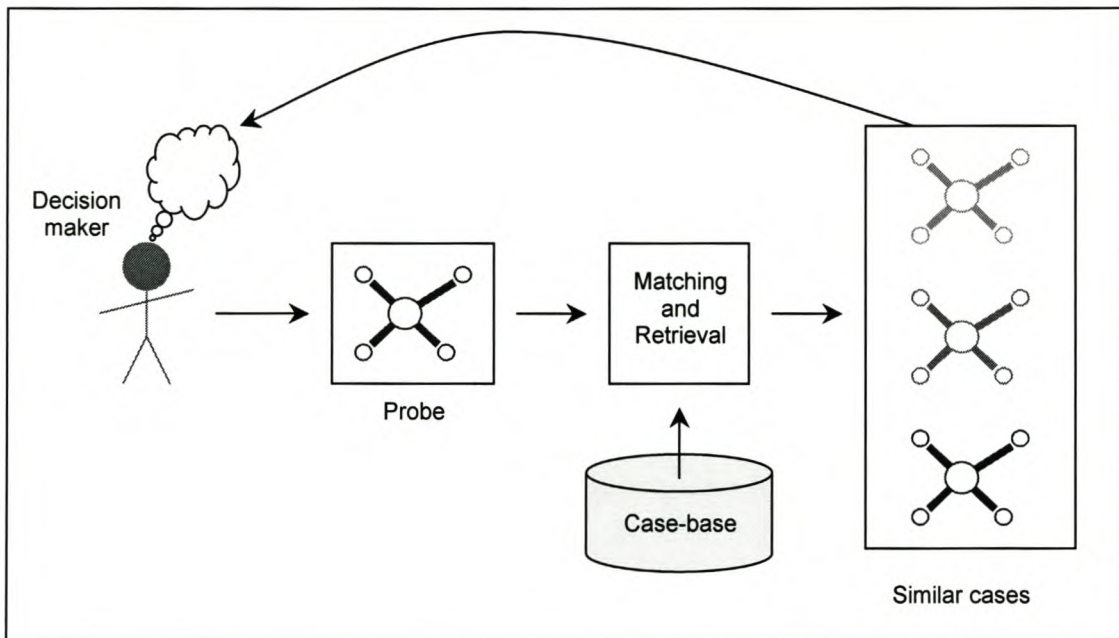 Decision
maker
Matching
and
Retrieval
Probe
Case-base
Similar cases